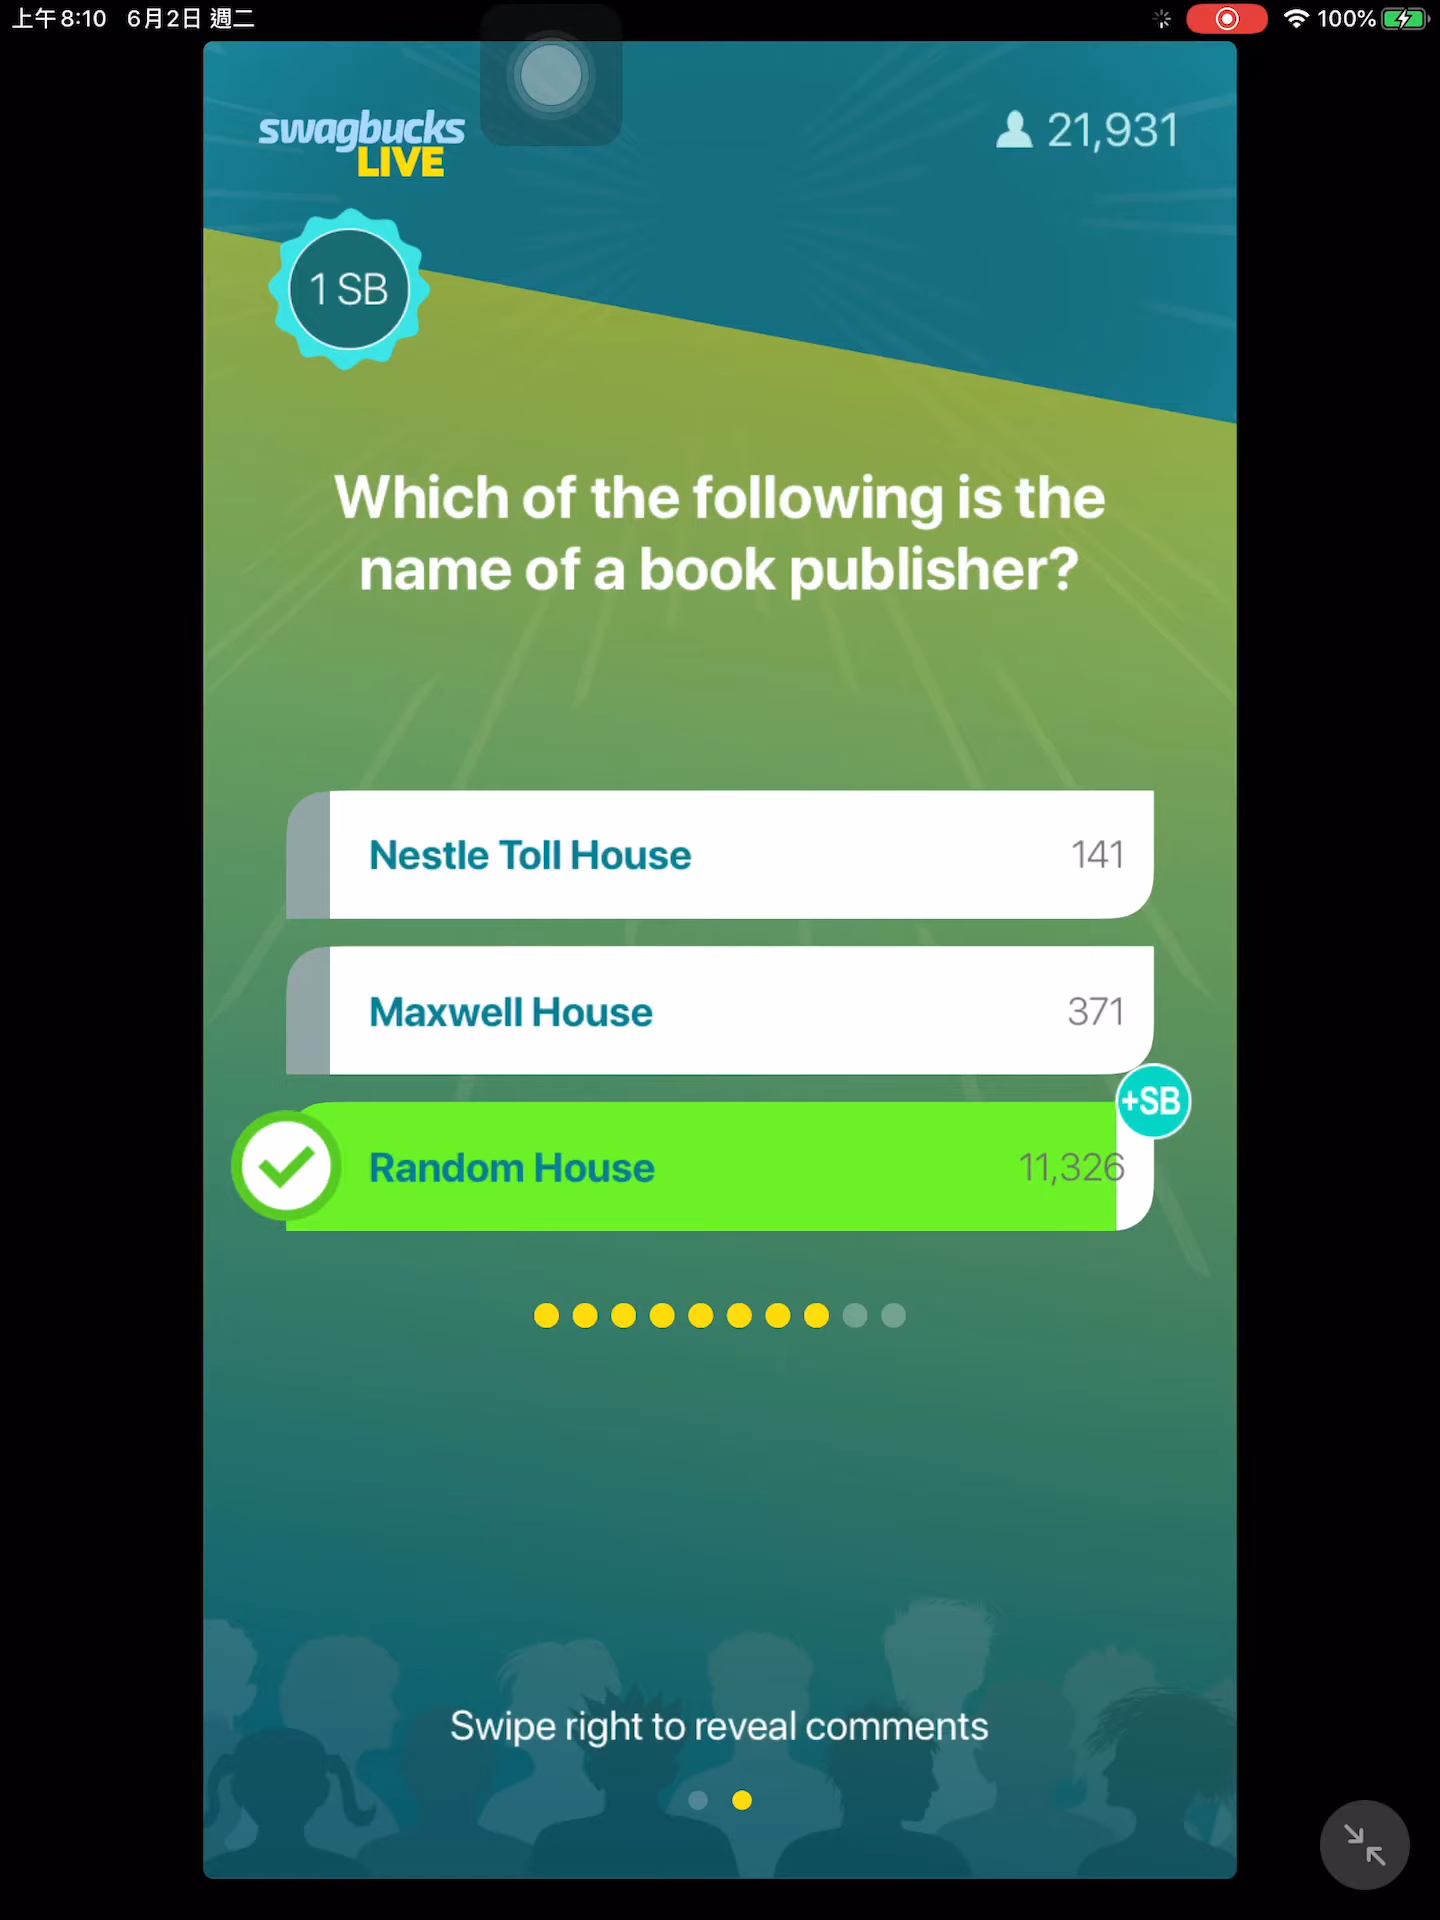 上午8:10 6月2日 週二 100%
swagbucks
LIVE
21,931
1 SB
Which of the following is the
name of a book publisher?
Nestle Toll House 141
Maxwell House 371
+SB
Random House 11,326
Swipe right to reveal comments